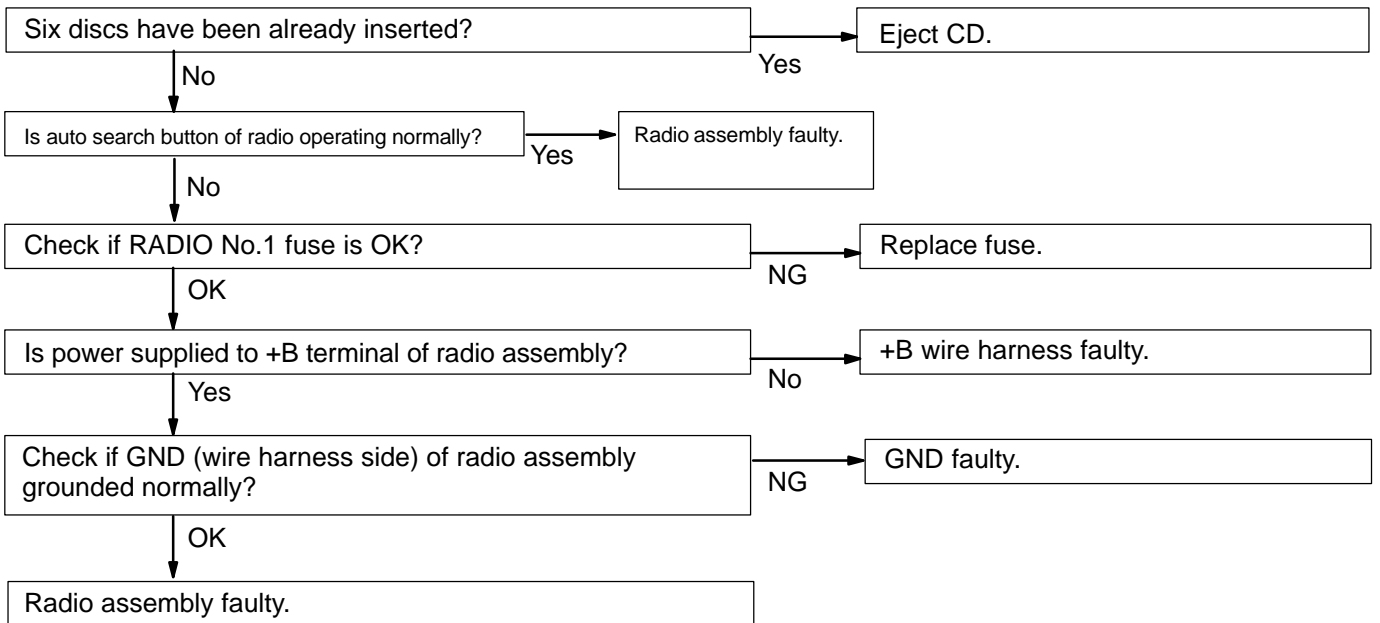 Six discs have been already inserted?
Eject CD.
Yes
No
Is auto search button of radio operating normally?
Radio assembly faulty.
Yes
No
Check if RADIO No.1 fuse is OK?
Replace fuse.
NG
OK
Is power supplied to +B terminal of radio assembly?
+B wire harness faulty.
No
Yes
Check if GND (wire harness side) of radio assembly
grounded normally?
GND faulty.
NG
OK
Radio assembly faulty.